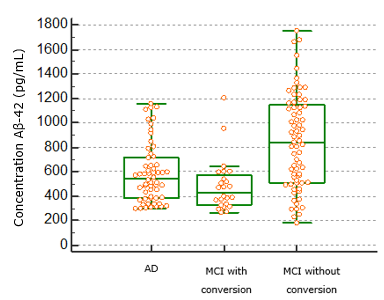 1800
1600
1400
1200
1000
800
600
400
200
0
Concentration Aβ-42 (pg/mL)
AD
MCI with
conversion
MCI without
conversion